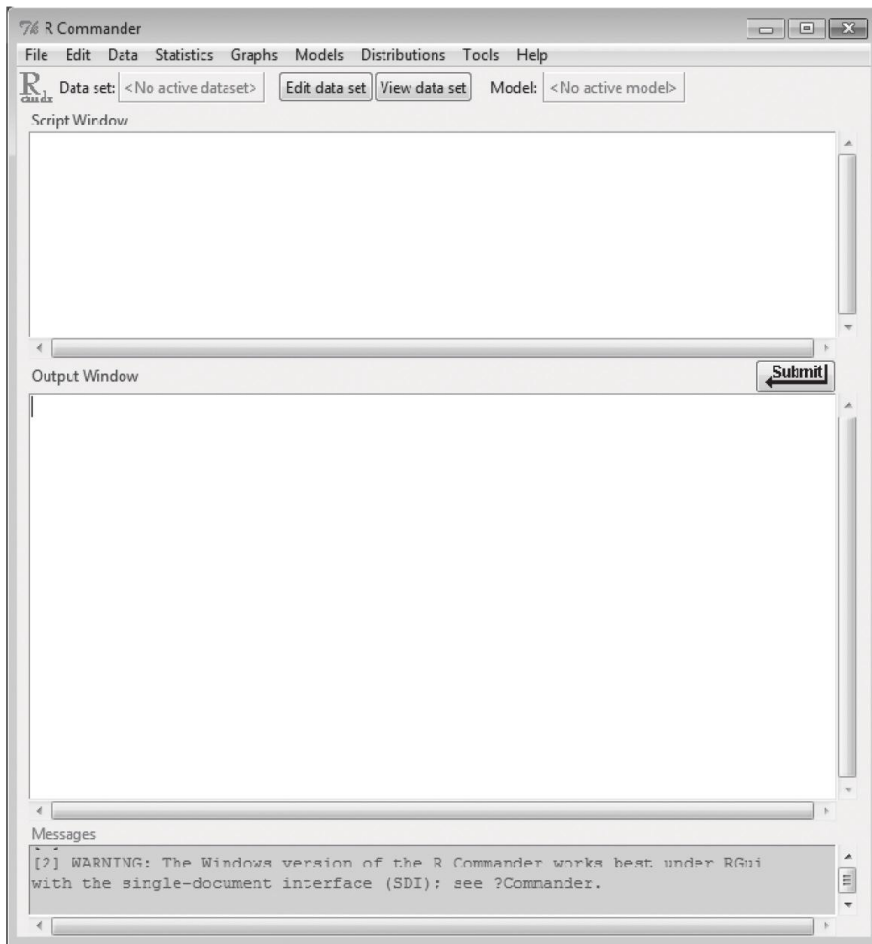 R Commander
File Edit Data Statistics Graphs Models Distributions Tools Help
R
cmdr Data set: <No active dataset> Edit data set View data set Model: <No active model>
Script Window
Output Window Submit
Messages
[2] WARNING: The Windows version of the R Commander works best under RGui
with the single-document interface (SDI); see ?Commander.